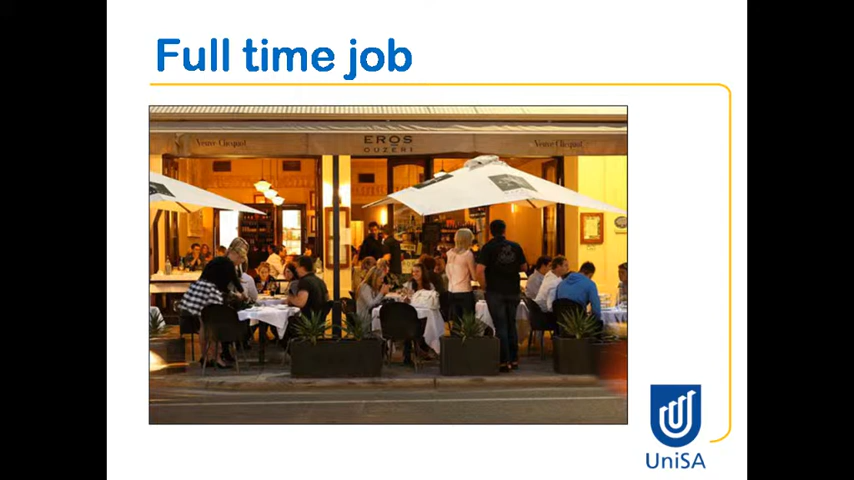 Full time job
Veuve Clicquot
EROS
OUZERI
Veuve Clicquot
UniSA